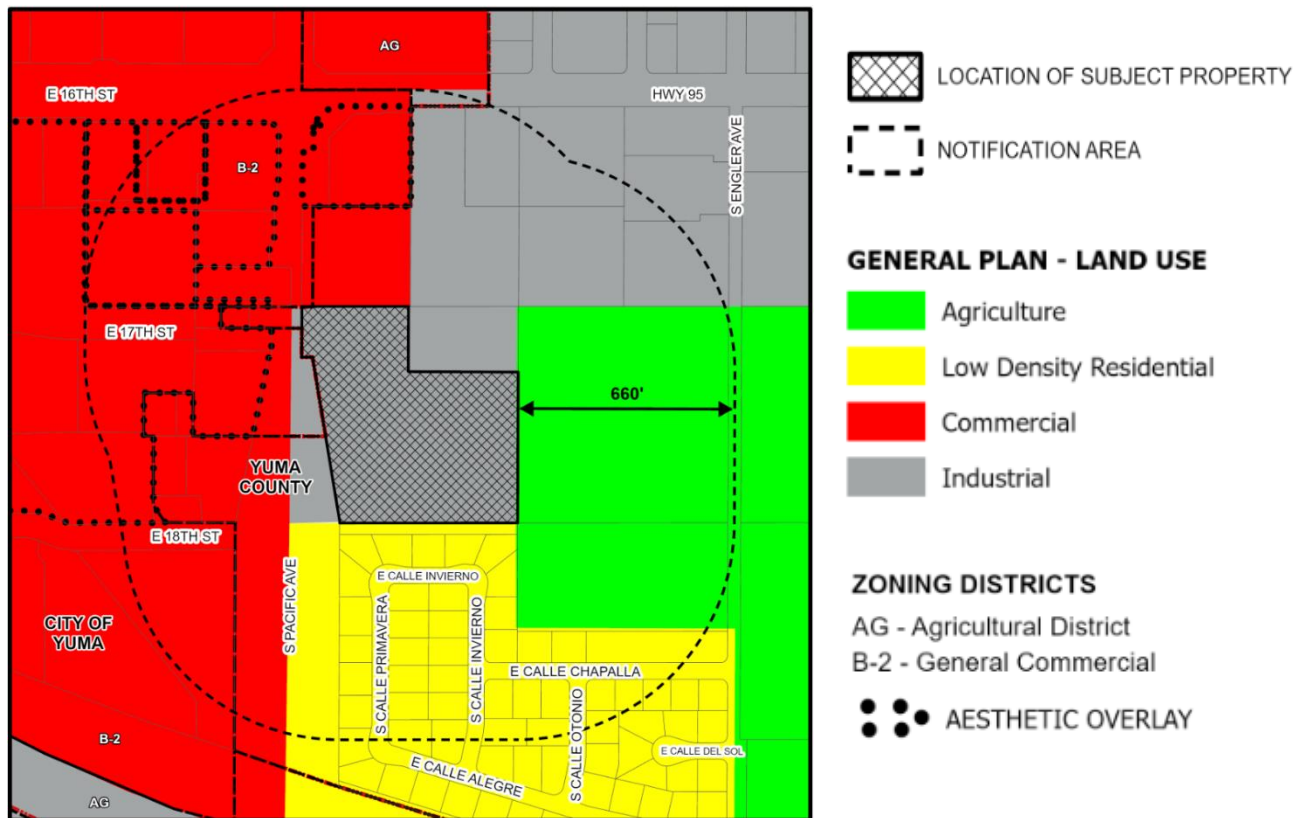 AG
E 16TH ST
HWY 95
B-2
S ENGLER AVE
E 17TH ST
660'
YUMA
COUNTY
E 18TH ST
S PACIFIC AVE
E CALLE INVIERNO
CITY OF
YUMA
S CALLE PRIMAVERA
S CALLE INVIERNO
E CALLE CHAPALLA
S CALLE OTONIO
B-2
E CALLE DEL SOL
E CALLE ALEGRE
AG
LOCATION OF SUBJECT PROPERTY
NOTIFICATION AREA
GENERAL PLAN - LAND USE
Agriculture
Low Density Residential
Commercial
Industrial
ZONING DISTRICTS
AG - Agricultural District
B-2 - General Commercial
AESTHETIC OVERLAY